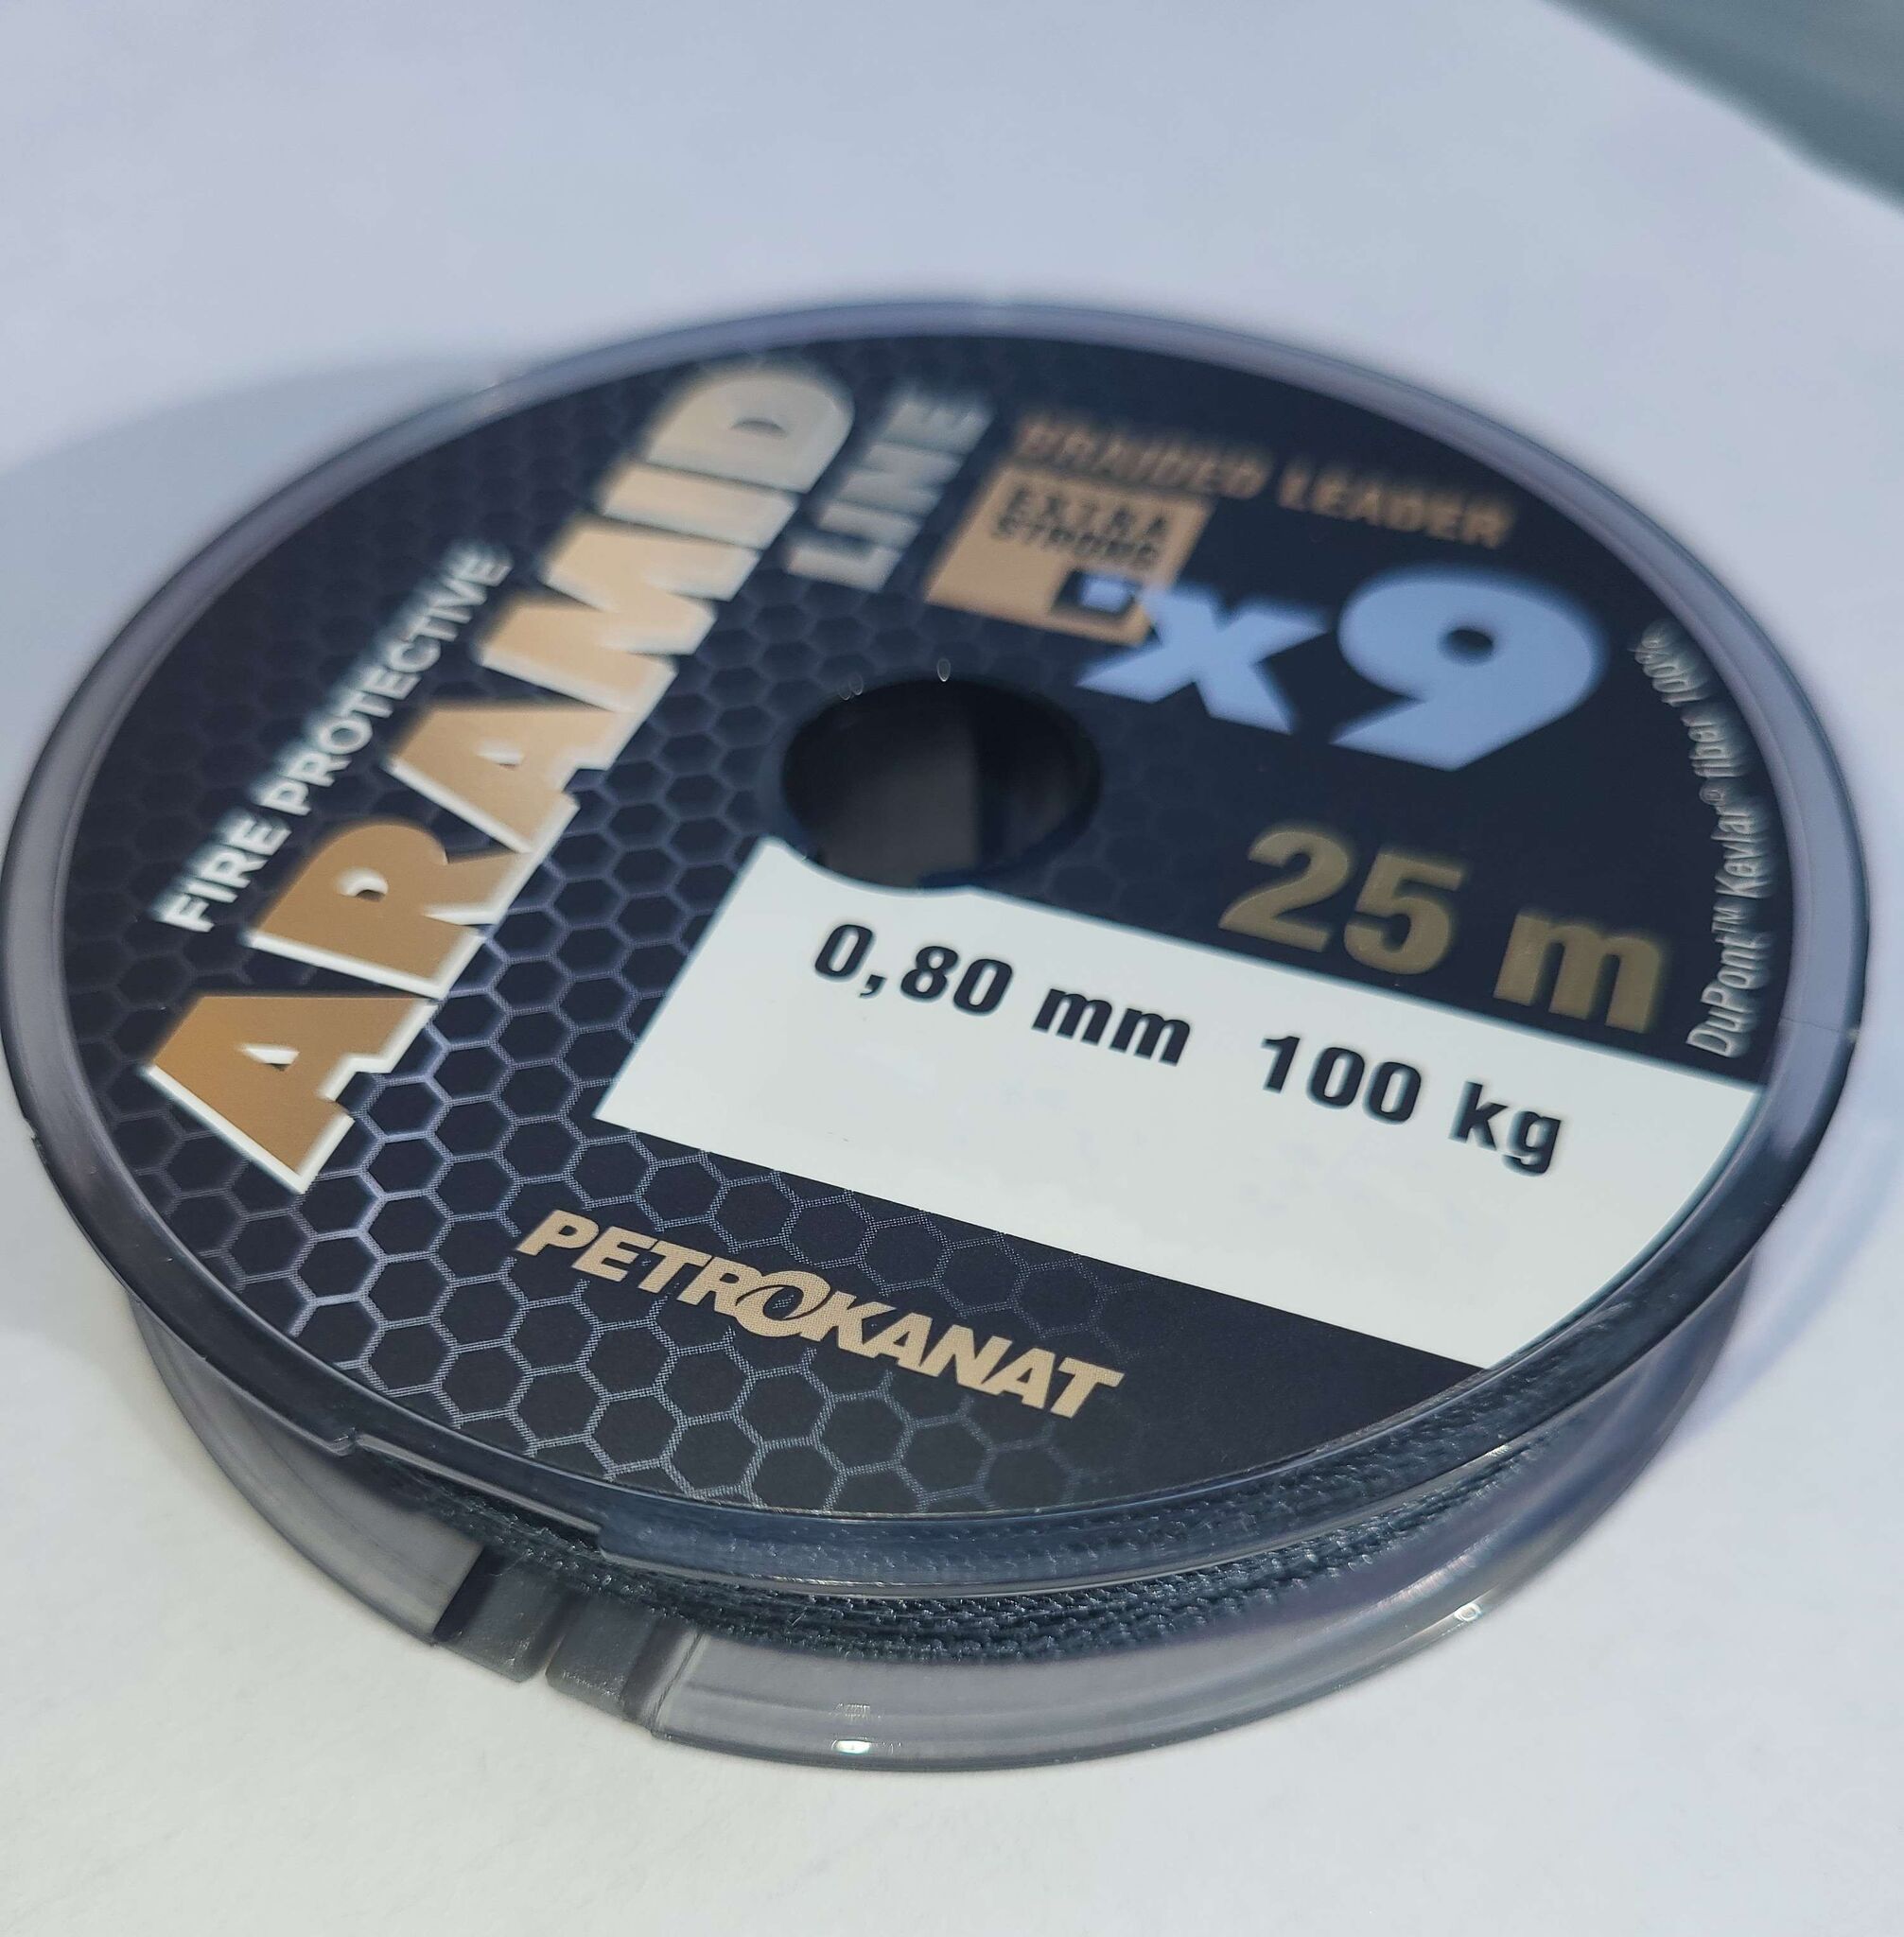 FIRE PROTECTIVE
ARAMID
LINE
BRAIDED LEADER
EXTRA
STRONG
x9
25 m
DuPont™ Kevlar® fiber 100%
0,80 mm 100 kg
PETROKANAT